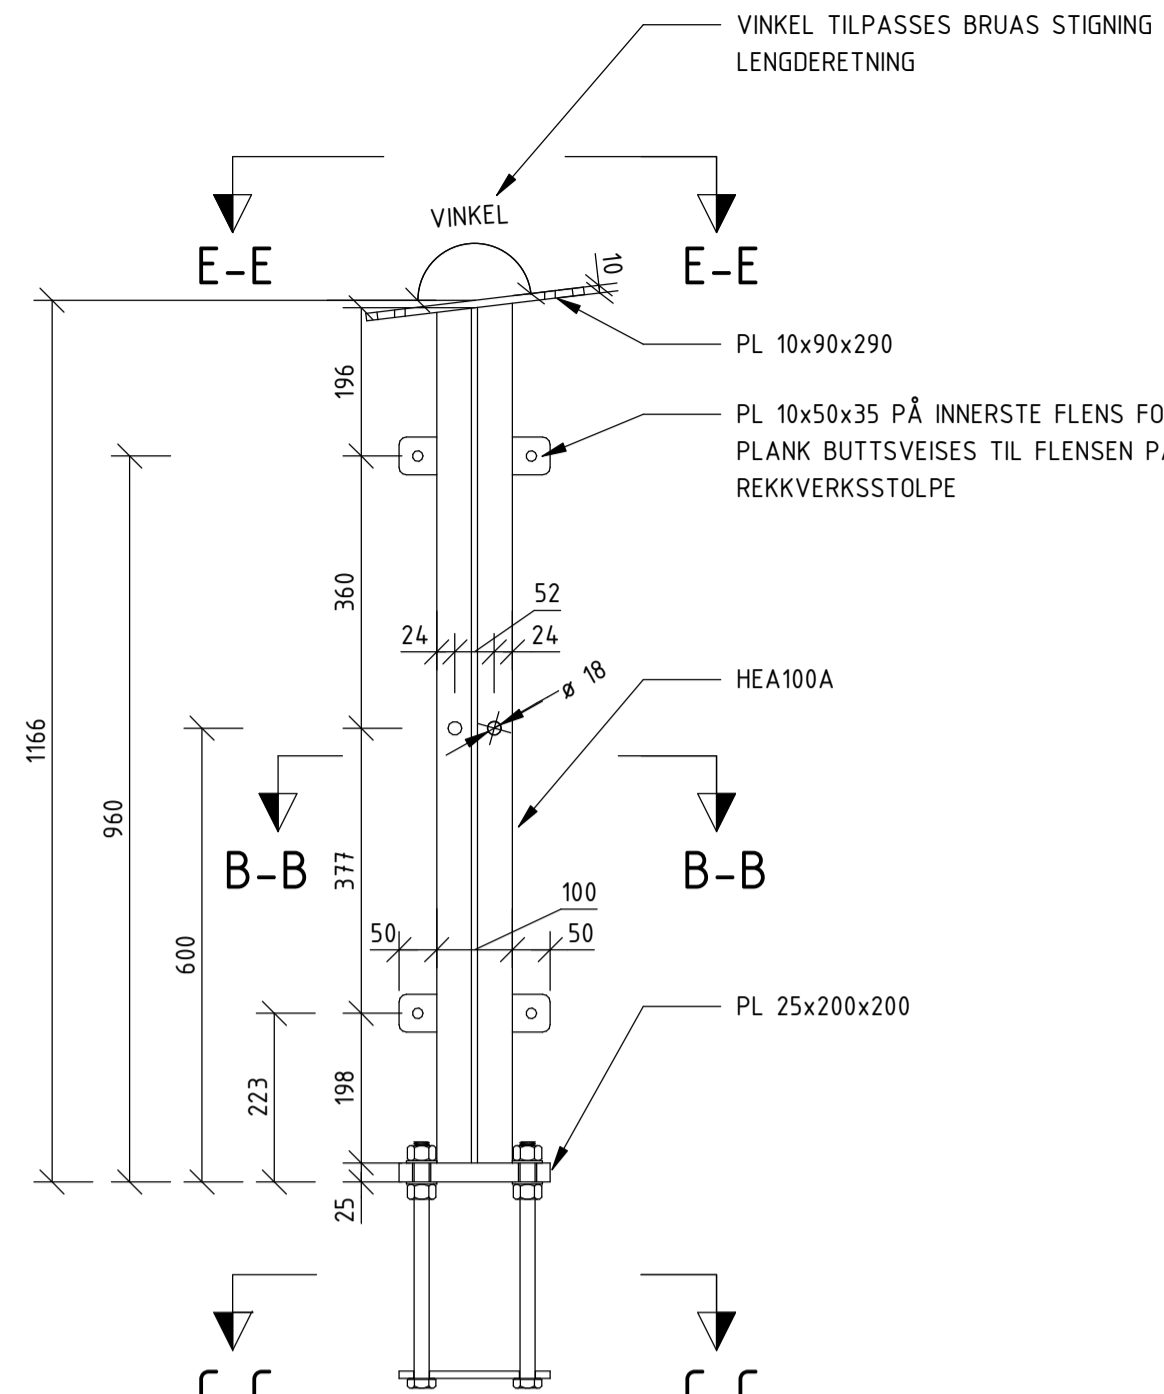 VINKEL TILPASSES BRUAS STIGNING
LENGDERETNING
E-E
E-E
VINKEL
10
PL 10x90x290
196
PL 10x50x35 PÅ INNERSTE FLENS
PLANK BUTTSVEISES TIL FLENSEN
REKKVERKSSTOLPE
360
52
24
24
ø 18
HEA100A
1166
960
B-B
B-B
377
100
50
50
600
PL 25x200x200
223
198
25